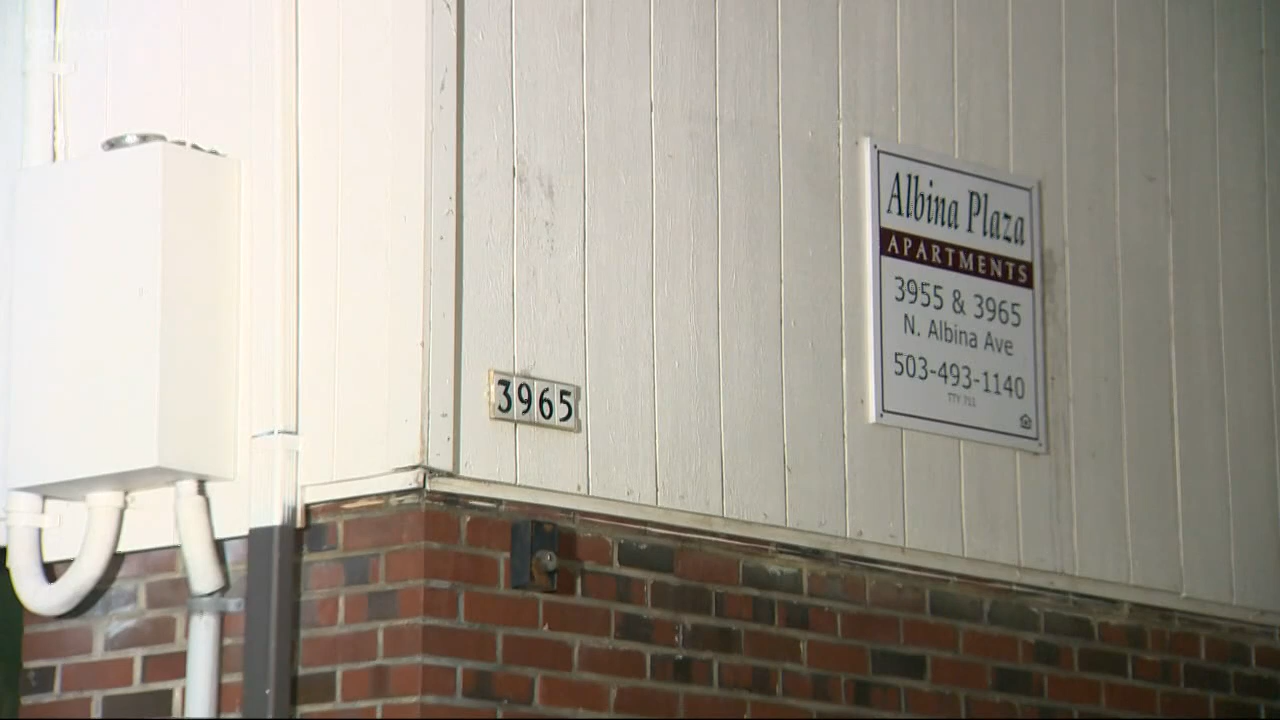 Albina Plaza
APARTMENTS
3955 & 3965
N. Albina Ave
503-493-1140
TTY 711
3965